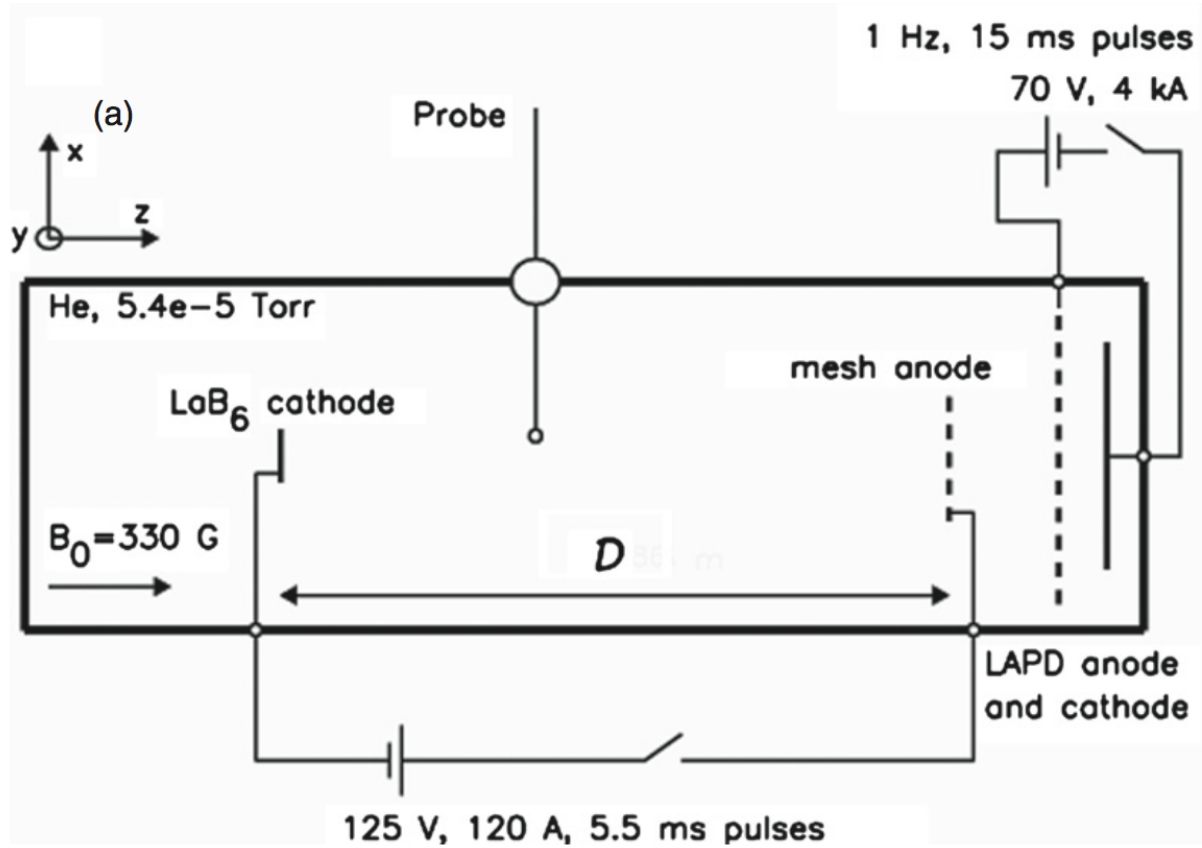 1 Hz, 15 ms pulses
70 V, 4 kA
(a)
Probe
x
z
y
He, 5.4e-5 Torr
mesh anode
LaB6 cathode
B0=330 G
D
LAPD anode
and cathode
125 V, 120 A, 5.5 ms pulses